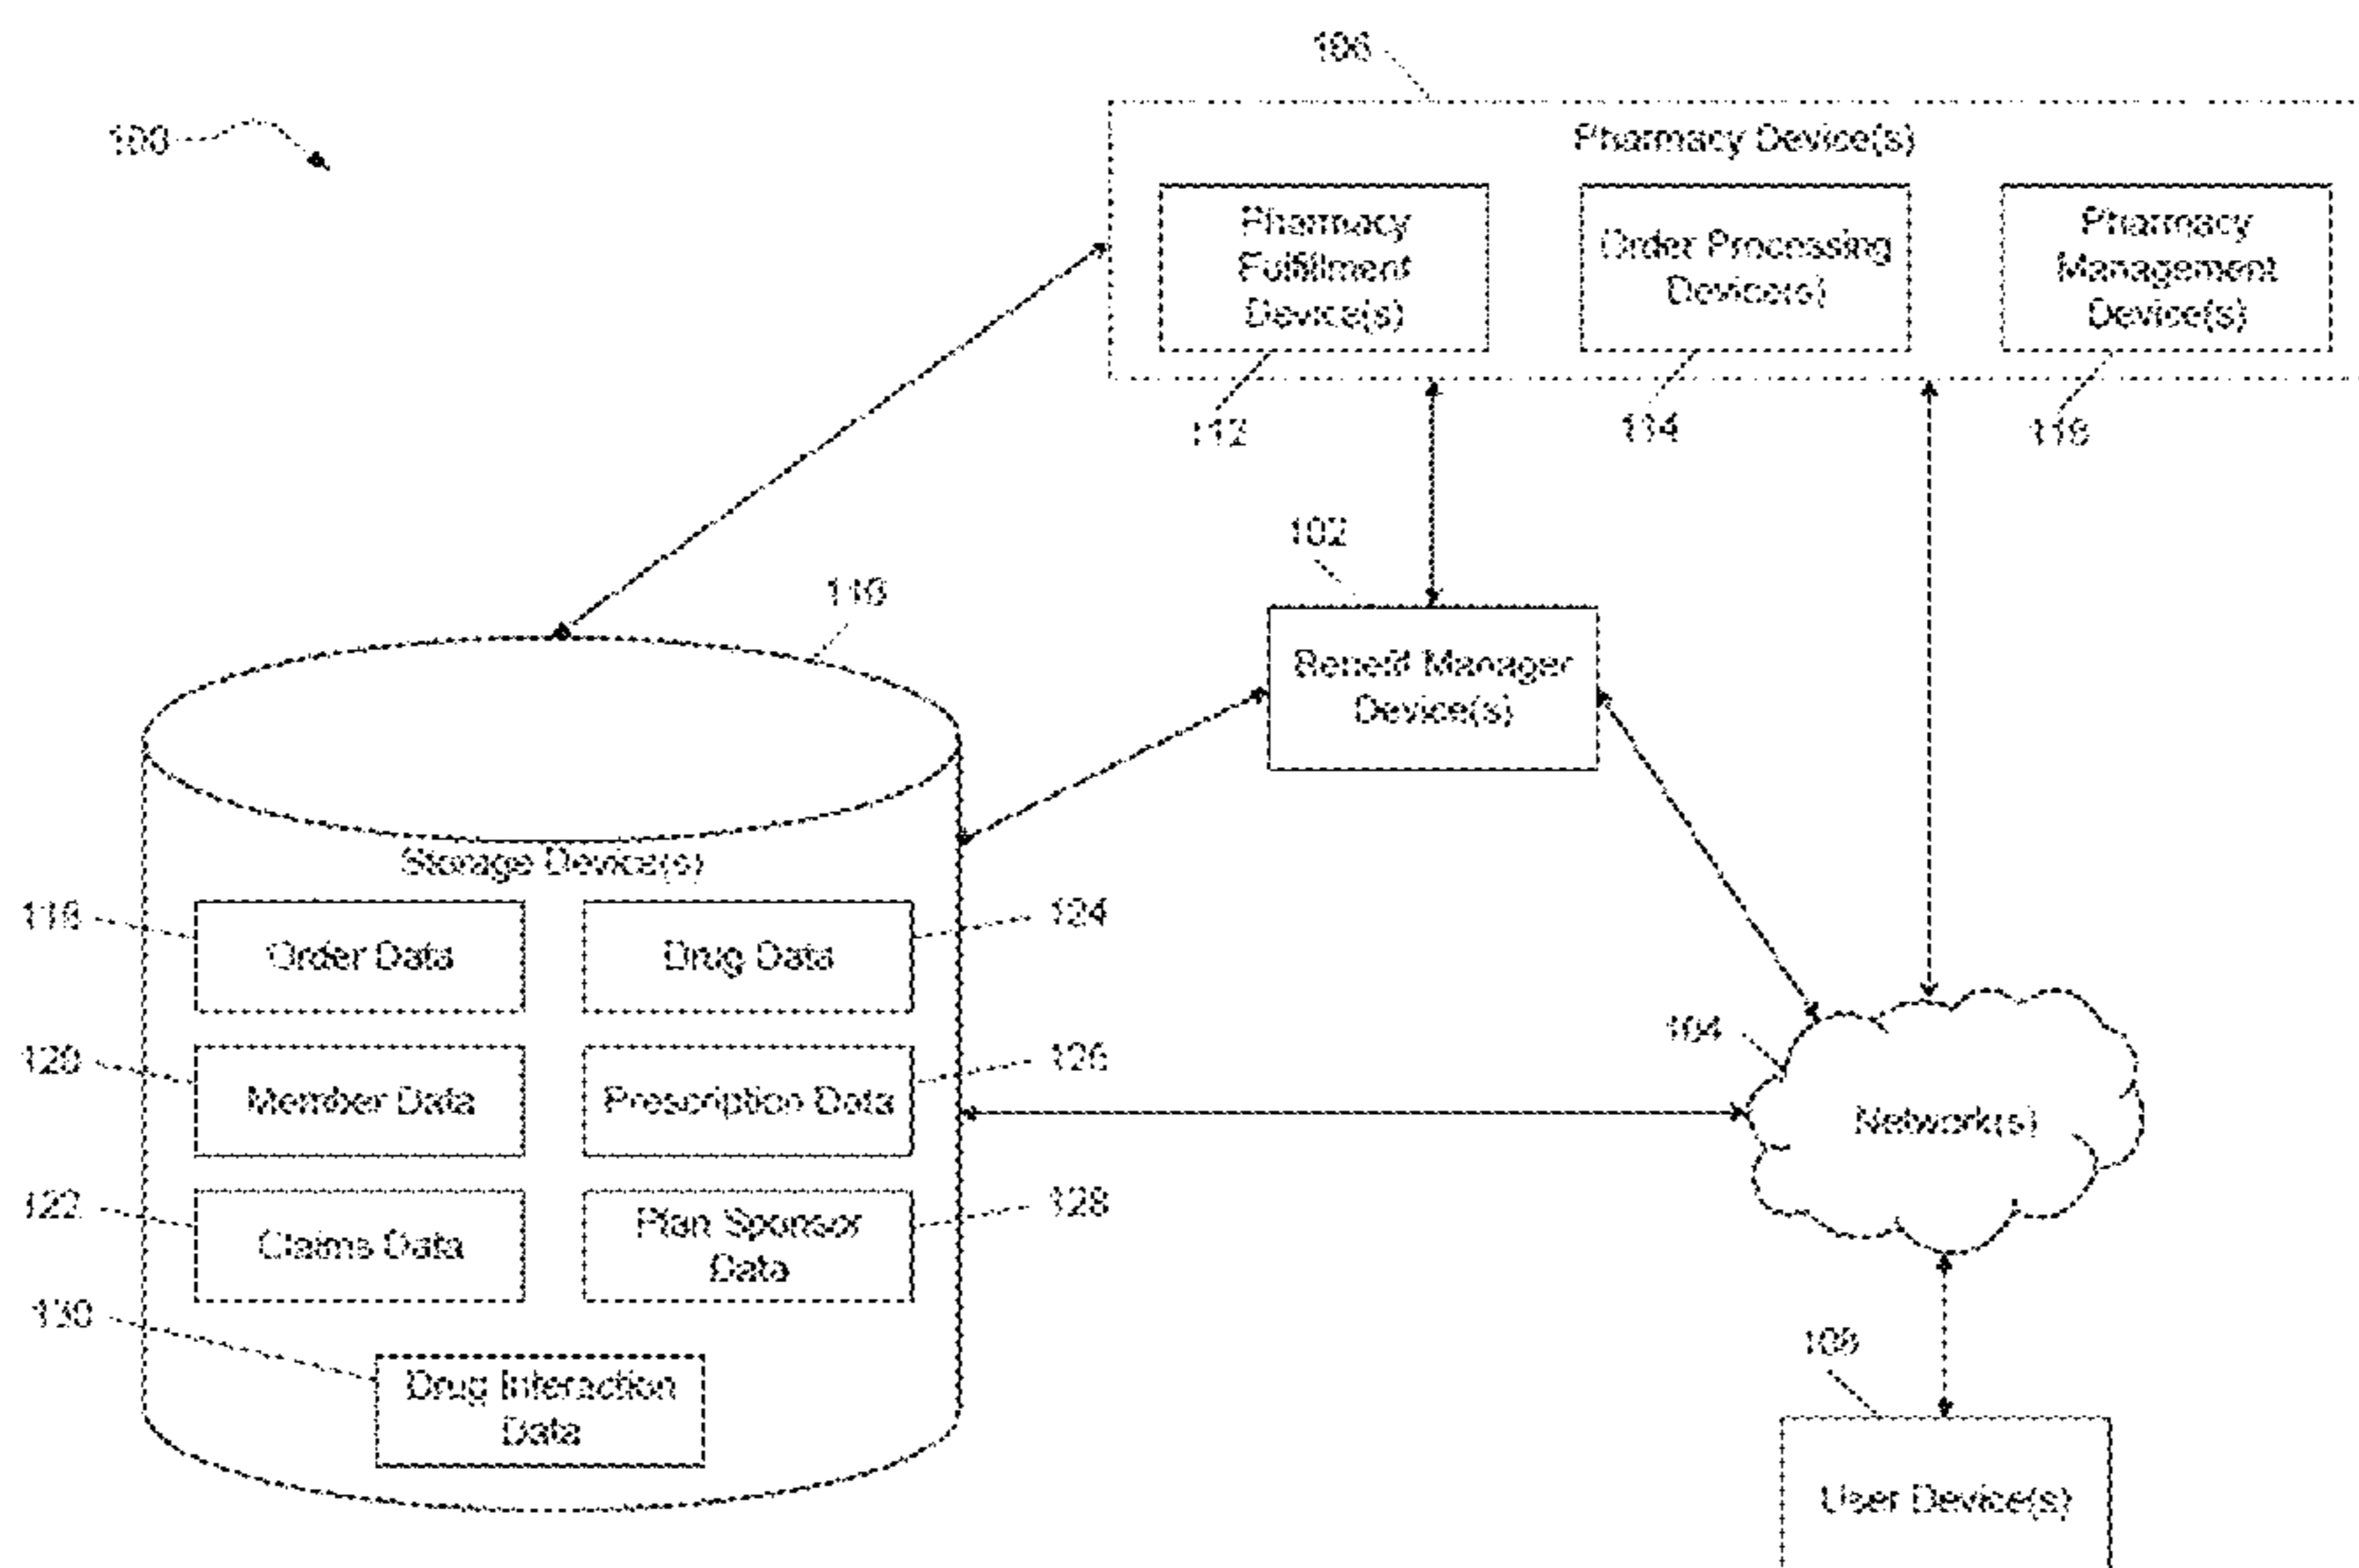 106
100
Pharmacy Device(s)
Pharmacy
Fulfillment
Device(s)
Order Processing
Device(s)
Pharmacy
Management
Device(s)
112
114
116
102
110
Benefit Manager
Device(s)
Storage Device(s)
118
Order Data
Drug Data
124
104
120
Member Data
Prescription Data
126
Network(s)
122
Claims Data
Plan Sponsor
Data
128
130
Drug Interaction
Data
108
User Device(s)